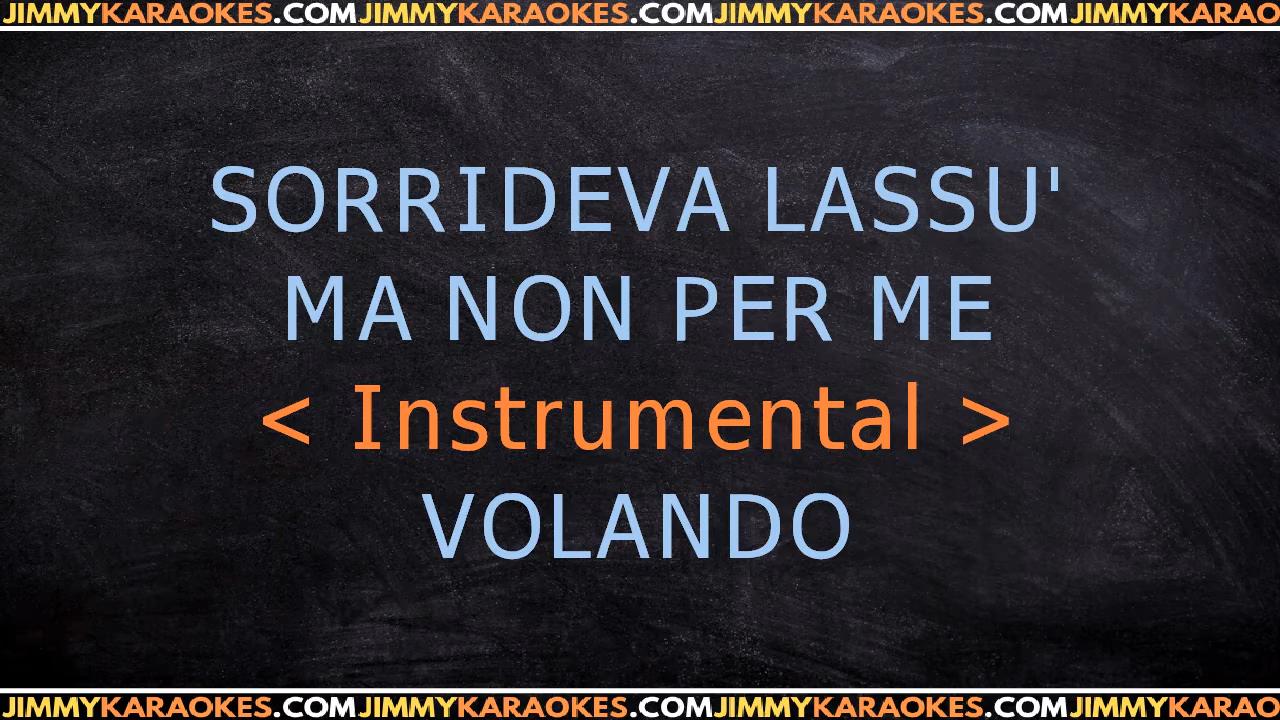 JIMMYKARAOKES.COMJIMMYKARAOKES.COMJIMMYKARAOKES.COMJIMMYKARAO
SORRIDEVA LASSU'
MA NON PER ME
< Instrumental >
VOLANDO
JIMMYKARAOKES.COMJIMMYKARAOKES.COMJIMMYKARAOKES.COMJIMMYKARAO